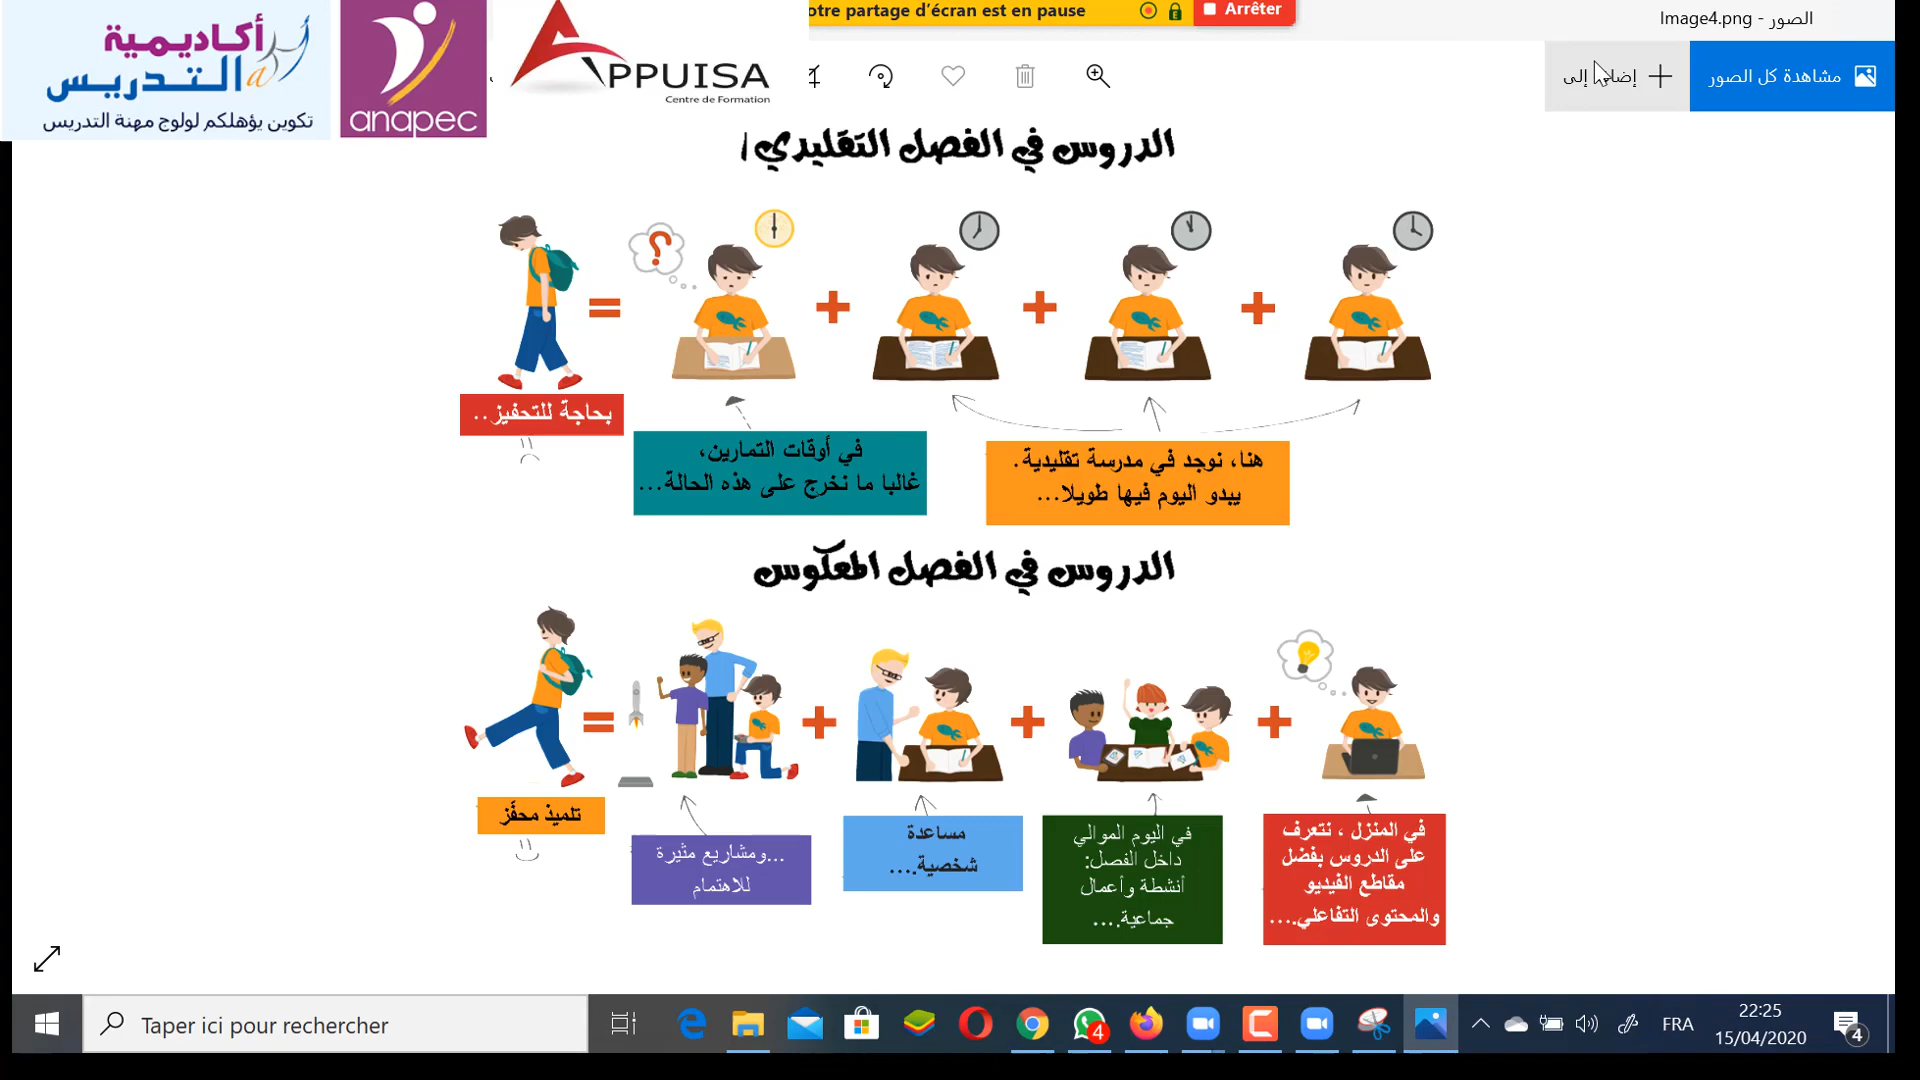 otre partage d'écran est en pause
Arrêter
Image4.png - الصور
أكاديمية
التدريس
تكوين يؤهلكم لولوج مهنة التدريس
anapec
APPUISA
Centre de Formation
إضافة إلى
مشاهدة كل الصور
الدروس في الفصل التقليدي
بحاجة للتحفيز..
في أوقات التمارين،
غالبا ما نخرج على هذه الحالة...
هنا، نوجد في مدرسة تقليدية.
يبدو اليوم فيها طويلا...
الدروس في الفصل المعكوس
تلميذ محفَّز
...ومشاريع مثيرة
للاهتمام
مساعدة
شخصية....
في اليوم الموالي
داخل الفصل:
أنشطة وأعمال
جماعية....
في المنزل ، نتعرف
على الدروس بفضل
مقاطع الفيديو
والمحتوى التفاعلي....
Taper ici pour rechercher
4
FRA
22:25
15/04/2020
4